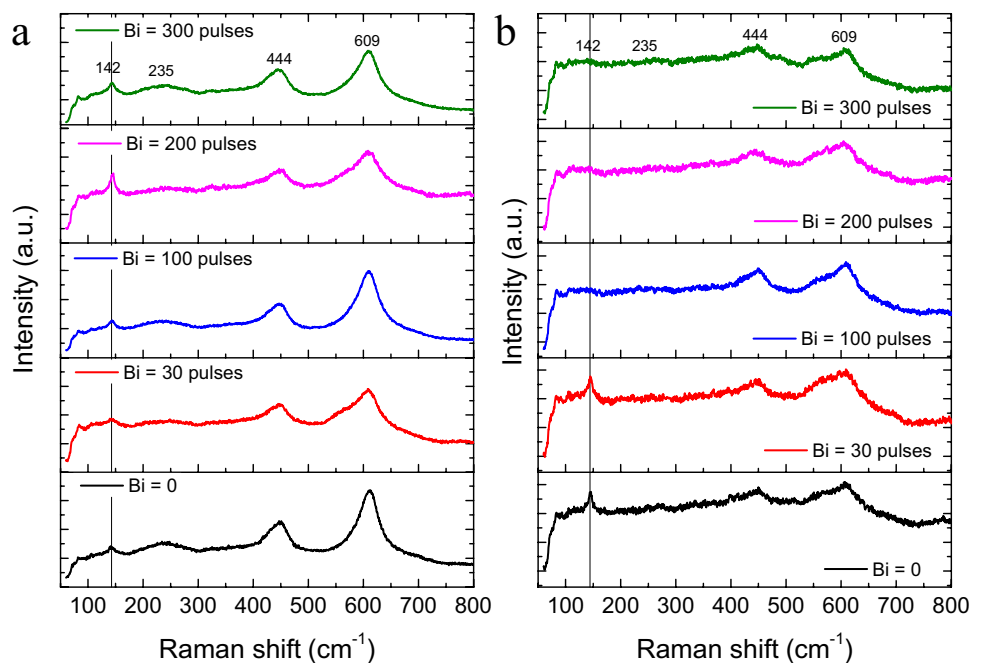 a
Bi = 300 pulses
142
235
444
609
Bi = 200 pulses
Bi = 100 pulses
Bi = 30 pulses
Bi = 0
Intensity (a.u.)
100 200 300 400 500 600 700 800
Raman shift (cm⁻¹)
b
142
235
444
609
Bi = 300 pulses
Bi = 200 pulses
Bi = 100 pulses
Bi = 30 pulses
Bi = 0
Intensity (a.u.)
100 200 300 400 500 600 700 800
Raman shift (cm⁻¹)